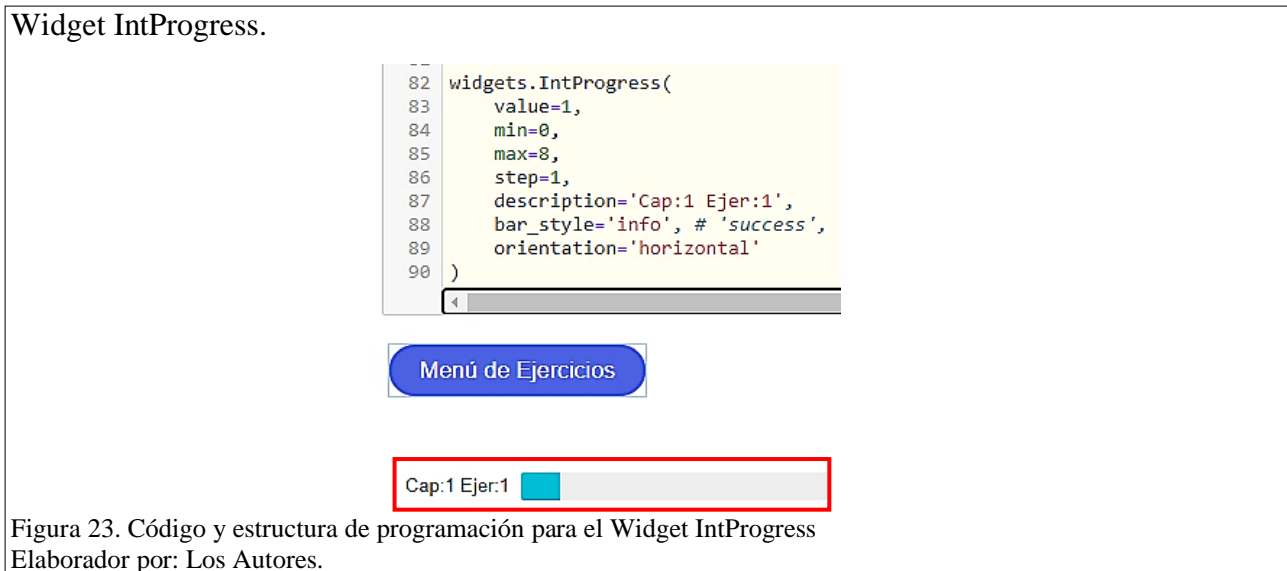 Widget IntProgress.
82 widgets.IntProgress(
83 value=1,
84 min=0,
85 max=8,
86 step=1,
87 description='Cap:1 Ejer:1',
88 bar_style='info', # 'success',
89 orientation='horizontal'
90 )
Menú de Ejercicios
Cap:1 Ejer:1
Figura 23. Código y estructura de programación para el Widget IntProgress
Elaborador por: Los Autores.